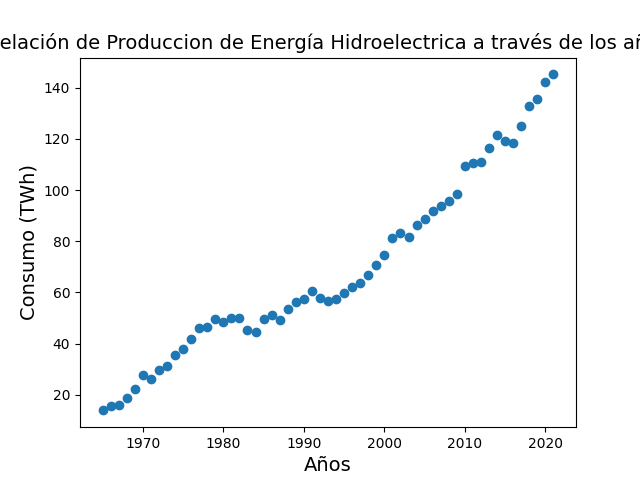 elación de Produccion de Energía Hidroelectrica a través de los añ
Consumo (TWh)
140
120
100
80
60
40
20
1970 1980 1990 2000 2010 2020
Años